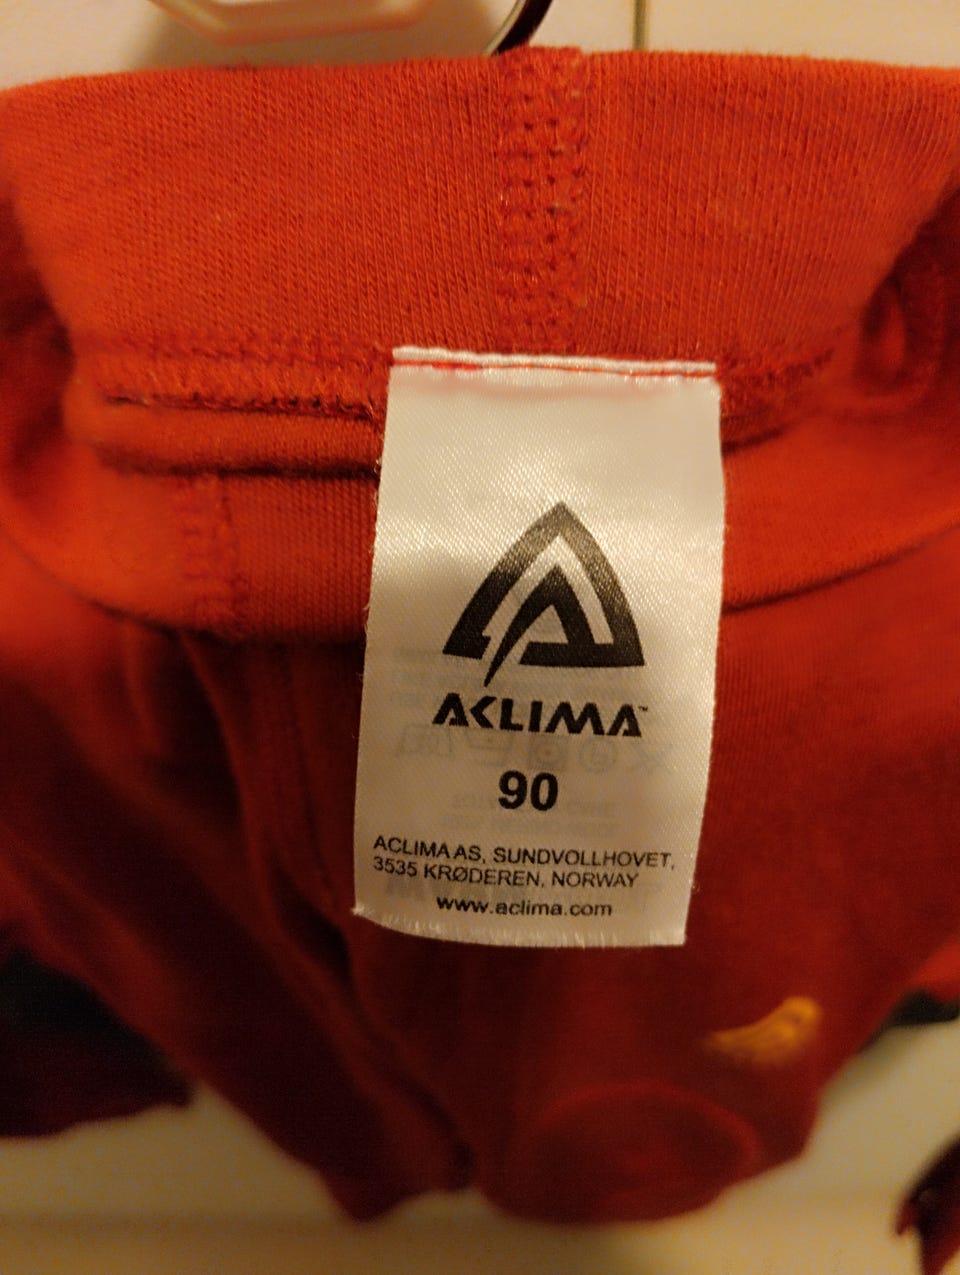 ACLIMA™
90
ACLIMA AS, SUNDVOLLHOVET,
3535 KRØDEREN, NORWAY
www.aclima.com